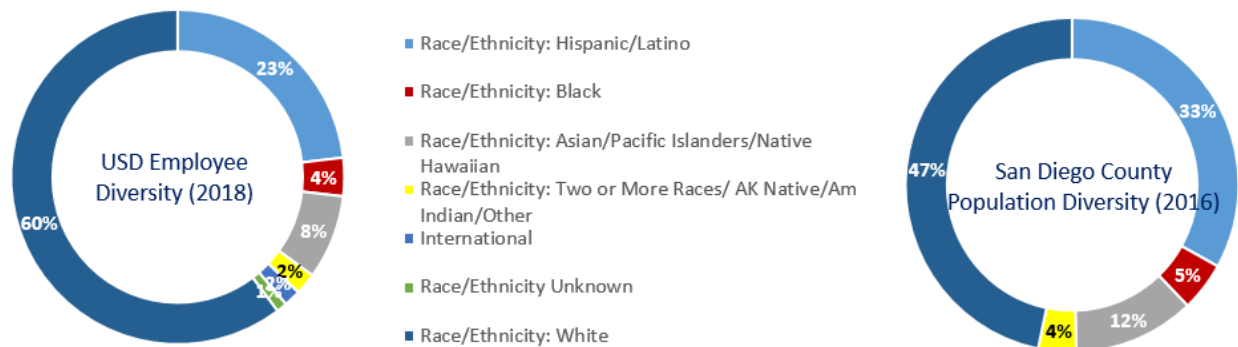 23%
4%
8%
2%
2%
1%
60%
USD Employee
Diversity (2018)
Race/Ethnicity: Hispanic/Latino
Race/Ethnicity: Black
Race/Ethnicity: Asian/Pacific Islanders/Native
Hawaiian
Race/Ethnicity: Two or More Races/ AK Native/Am
Indian/Other
International
Race/Ethnicity Unknown
Race/Ethnicity: White
33%
5%
12%
4%
47%
San Diego County
Population Diversity (2016)